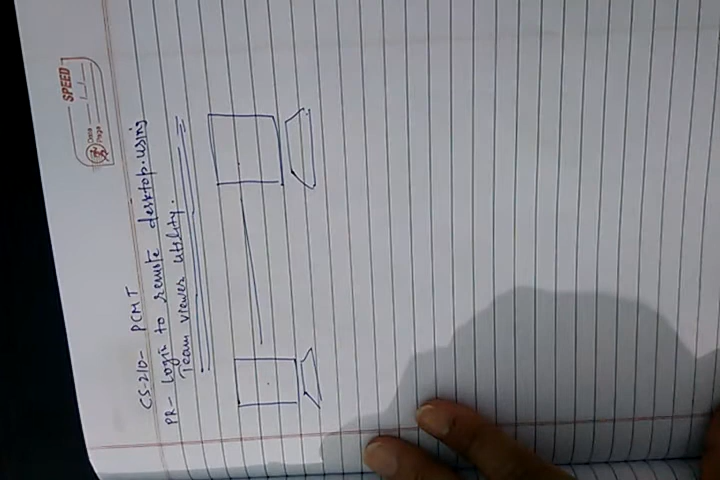 SPEED
Date
Page
CS-210- PCMT
PR- Login to remote desktop.using
Team viewer utility.